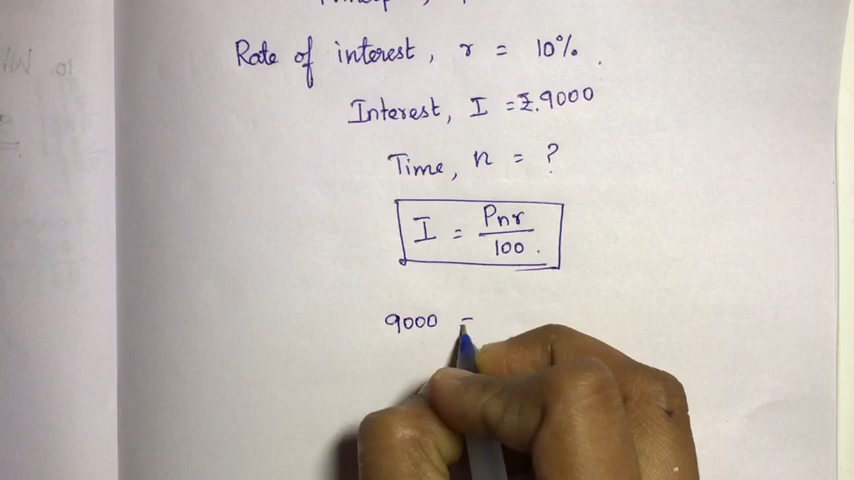 Rate of interest, r = 10%.
Interest, I = ₹.9000
Time, n = ?
I = Pnr/100.
9000 =